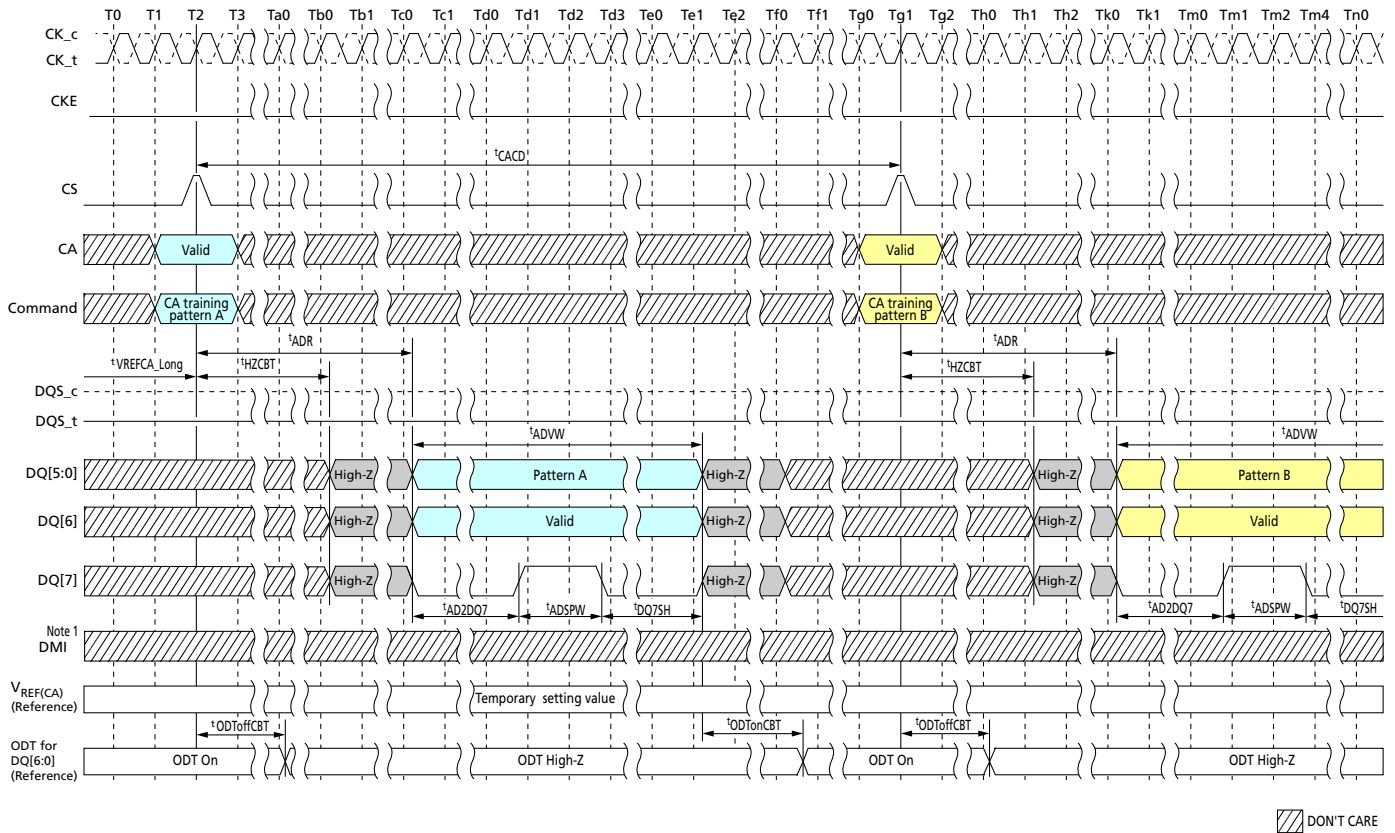 T0 T1 T2 T3 Ta0 Tb0 Tb1 Tc0 Tc1 Td0 Td1 Td2 Td3 Te0 Te1 Te2 Tf0 Tf1 Tg0 Tg1 Tg2 Th0 Th1 Th2 Tk0 Tk1 Tm0 Tm1 Tm2 Tm4 Tn0
CK_c
CK_t
CKE
tCACD
CS
CA Valid Valid
Command CA training pattern A CA training pattern B
tADR tADR
tVREFCA_Long tHZCBT tHZCBT
DQS_c
DQS_t
tADVW tADVW
DQ[5:0] High-Z Pattern A High-Z High-Z Pattern B
DQ[6] High-Z Valid High-Z High-Z Valid
DQ[7] High-Z High-Z High-Z
tAD2DQ7 tADSPW tDQ7SH tAD2DQ7 tADSPW tDQ7SH
Note 1
DMI
VREF(CA)
(Reference)
Temporary setting value
tODToffCBT tODTonCBT tODToffCBT
ODT for
DQ[6:0]
(Reference)
ODT On ODT High-Z ODT On ODT High-Z
DON'T CARE